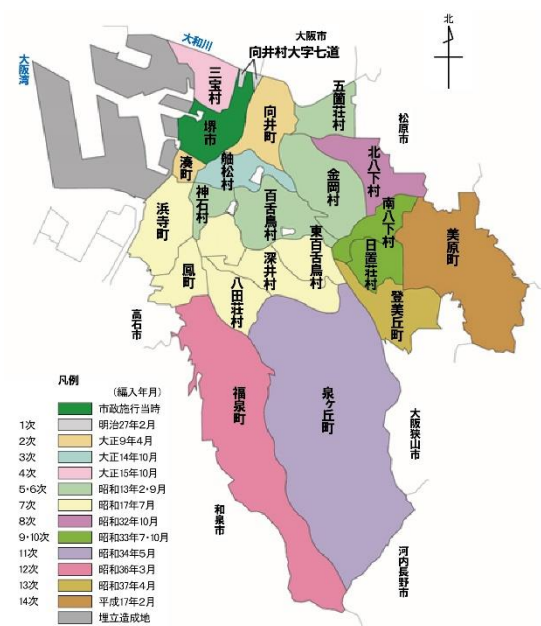 北
大和川
大阪市
向井村大字七道
大阪湾
三宝村
五箇荘村
松原市
堺市
向井町
北八下村
湊町
舳松村
金岡村
神石村
百舌鳥村
南八下村
浜寺町
東百舌鳥村
日置荘村
美原町
鳳町
深井村
八田荘村
登美丘町
高石市
福泉町
泉ヶ丘町
大阪狭山市
和泉市
河内長野市
凡例
(編入年月)
市政施行当時
1次 明治27年2月
2次 大正9年4月
3次 大正14年10月
4次 大正15年10月
5・6次 昭和13年2・9月
7次 昭和17年7月
8次 昭和32年10月
9・10次 昭和33年7・10月
11次 昭和34年5月
12次 昭和36年3月
13次 昭和37年4月
14次 平成17年2月
埋立造成地